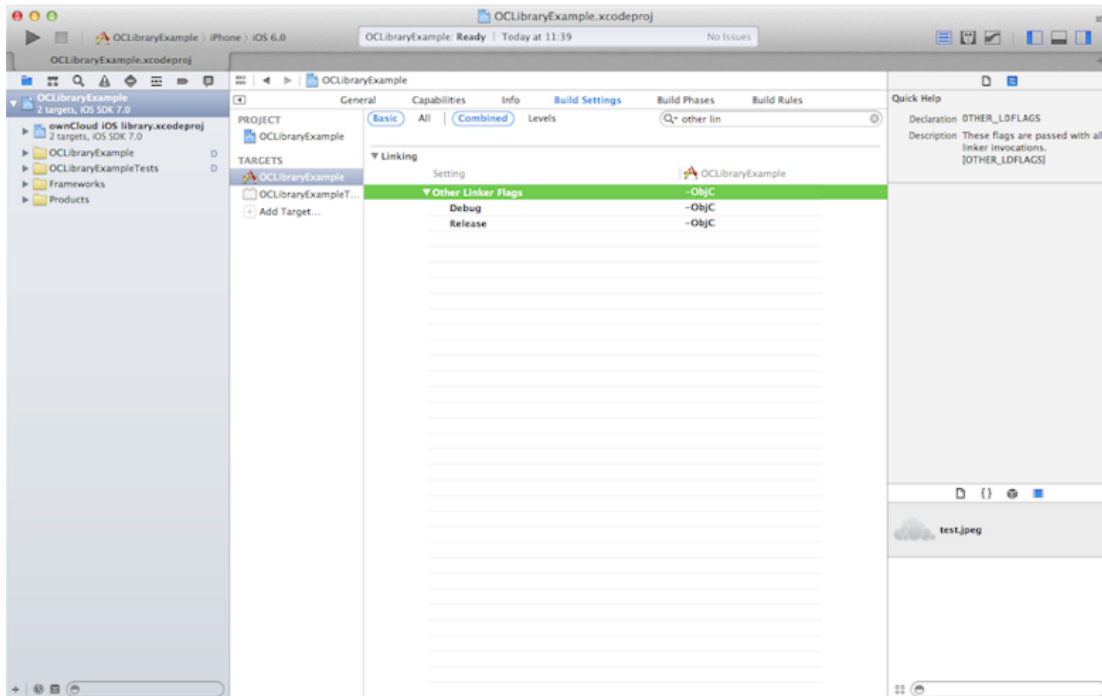 OCLibraryExample.xcodeproj
OCLibraryExample › iPhone › iOS 6.0
OCLibraryExample: Ready | Today at 11:39
No Issues
OCLibraryExample.xcodeproj
OCLibraryExample
2 targets, iOS SDK 7.0
ownCloud iOS library.xcodeproj
2 targets, iOS SDK 7.0
OCLibraryExample D
OCLibraryExampleTests D
Frameworks
Products
OCLibraryExample
General Capabilities Info Build Settings Build Phases Build Rules
PROJECT
OCLibraryExample
TARGETS
OCLibraryExample
OCLibraryExampleT...
Add Target...
Basic All Combined Levels
other lin
Linking
Setting OCLibraryExample
Other Linker Flags -ObjC
Debug -ObjC
Release -ObjC
Quick Help
Declaration OTHER_LDFLAGS
Description These flags are passed with all
linker invocations.
[OTHER_LDFLAGS]
{}
test.jpeg